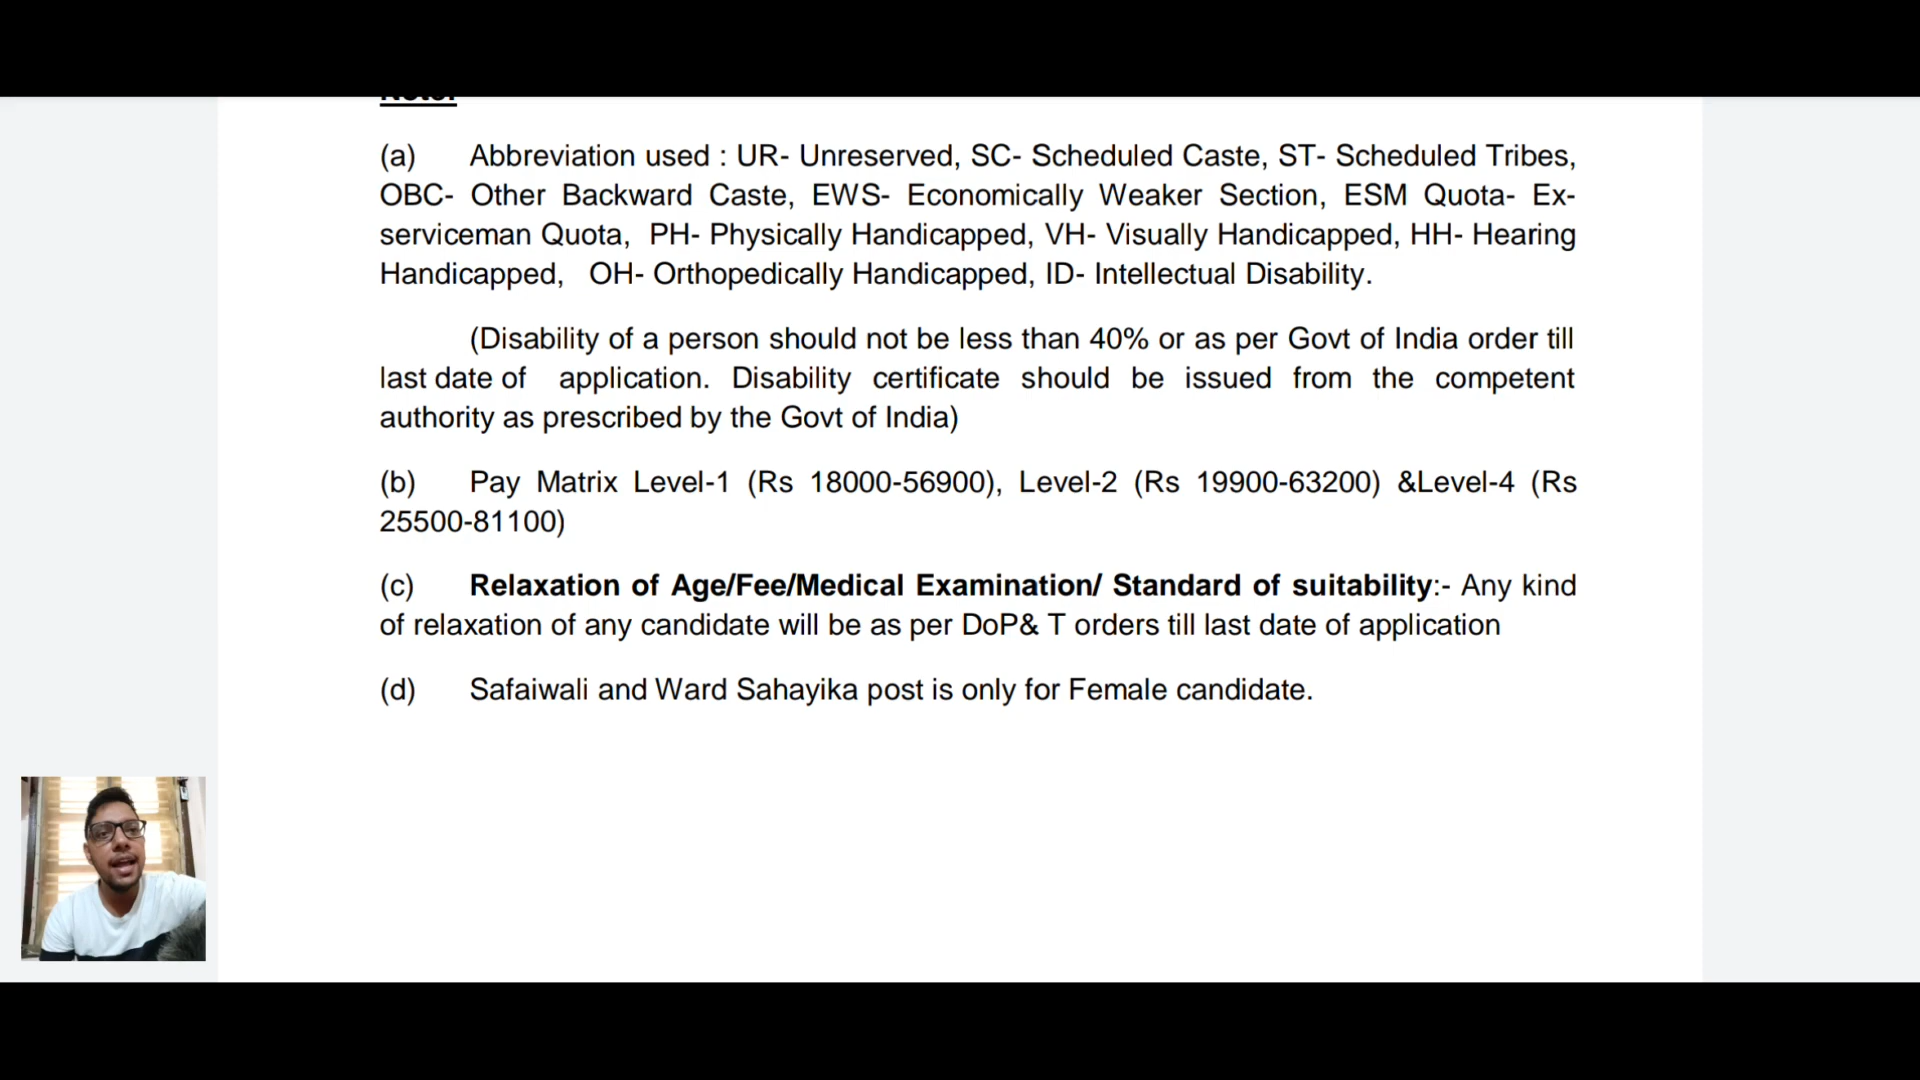 Note:
(a) Abbreviation used : UR- Unreserved, SC- Scheduled Caste, ST- Scheduled Tribes,
OBC- Other Backward Caste, EWS- Economically Weaker Section, ESM Quota- Ex-
serviceman Quota, PH- Physically Handicapped, VH- Visually Handicapped, HH- Hearing
Handicapped, OH- Orthopedically Handicapped, ID- Intellectual Disability.
(Disability of a person should not be less than 40% or as per Govt of India order till
last date of application. Disability certificate should be issued from the competent
authority as prescribed by the Govt of India)
(b) Pay Matrix Level-1 (Rs 18000-56900), Level-2 (Rs 19900-63200) &Level-4 (Rs
25500-81100)
(c) Relaxation of Age/Fee/Medical Examination/ Standard of suitability:- Any kind
of relaxation of any candidate will be as per DoP& T orders till last date of application
(d) Safaiwali and Ward Sahayika post is only for Female candidate.